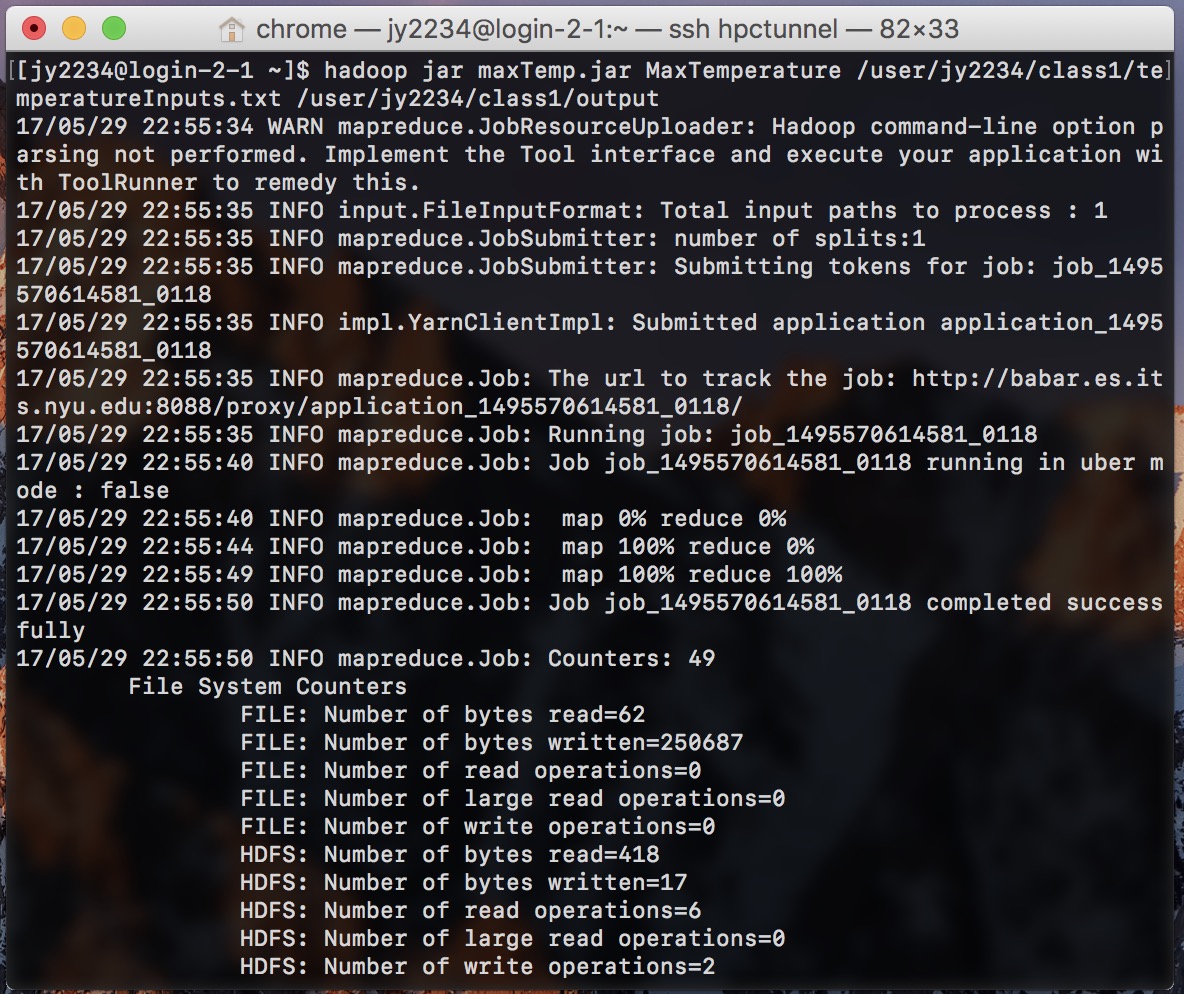 chrome — jy2234@login-2-1:~ — ssh hpctunnel — 82×33
[[jy2234@login-2-1 ~]$ hadoop jar maxTemp.jar MaxTemperature /user/jy2234/class1/te]
mperatureInputs.txt /user/jy2234/class1/output
17/05/29 22:55:34 WARN mapreduce.JobResourceUploader: Hadoop command-line option p
arsing not performed. Implement the Tool interface and execute your application wi
th ToolRunner to remedy this.
17/05/29 22:55:35 INFO input.FileInputFormat: Total input paths to process : 1
17/05/29 22:55:35 INFO mapreduce.JobSubmitter: number of splits:1
17/05/29 22:55:35 INFO mapreduce.JobSubmitter: Submitting tokens for job: job_1495
570614581_0118
17/05/29 22:55:35 INFO impl.YarnClientImpl: Submitted application application_1495
570614581_0118
17/05/29 22:55:35 INFO mapreduce.Job: The url to track the job: http://babar.es.it
s.nyu.edu:8088/proxy/application_1495570614581_0118/
17/05/29 22:55:35 INFO mapreduce.Job: Running job: job_1495570614581_0118
17/05/29 22:55:40 INFO mapreduce.Job: Job job_1495570614581_0118 running in uber m
ode : false
17/05/29 22:55:40 INFO mapreduce.Job:  map 0% reduce 0%
17/05/29 22:55:44 INFO mapreduce.Job:  map 100% reduce 0%
17/05/29 22:55:49 INFO mapreduce.Job:  map 100% reduce 100%
17/05/29 22:55:50 INFO mapreduce.Job: Job job_1495570614581_0118 completed success
fully
17/05/29 22:55:50 INFO mapreduce.Job: Counters: 49
File System Counters
FILE: Number of bytes read=62
FILE: Number of bytes written=250687
FILE: Number of read operations=0
FILE: Number of large read operations=0
FILE: Number of write operations=0
HDFS: Number of bytes read=418
HDFS: Number of bytes written=17
HDFS: Number of read operations=6
HDFS: Number of large read operations=0
HDFS: Number of write operations=2